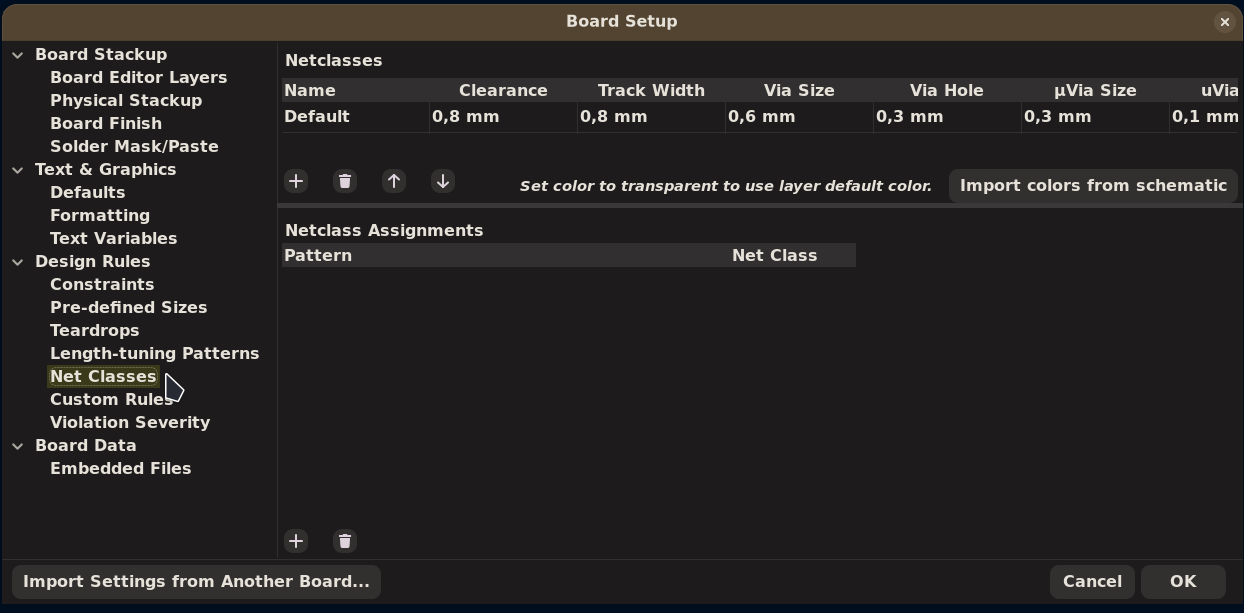 Board Setup
Board Stackup
Board Editor Layers
Physical Stackup
Board Finish
Solder Mask/Paste
Text & Graphics
Defaults
Formatting
Text Variables
Design Rules
Constraints
Pre-defined Sizes
Teardrops
Length-tuning Patterns
Net Classes
Custom Rules
Violation Severity
Board Data
Embedded Files
Netclasses
Name Clearance Track Width Via Size Via Hole µVia Size uVia
Default 0,8 mm 0,8 mm 0,6 mm 0,3 mm 0,3 mm 0,1 mm
Set color to transparent to use layer default color. Import colors from schematic
Netclass Assignments
Pattern Net Class
Import Settings from Another Board... Cancel OK